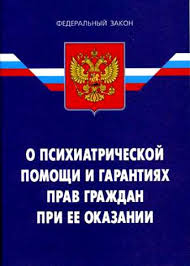 ФЕДЕРАЛЬНЫЙ ЗАКОН
О ПСИХИАТРИЧЕСКОЙ
ПОМОЩИ И ГАРАНТИЯХ
ПРАВ ГРАЖДАН
ПРИ ЕЕ ОКАЗАНИИ